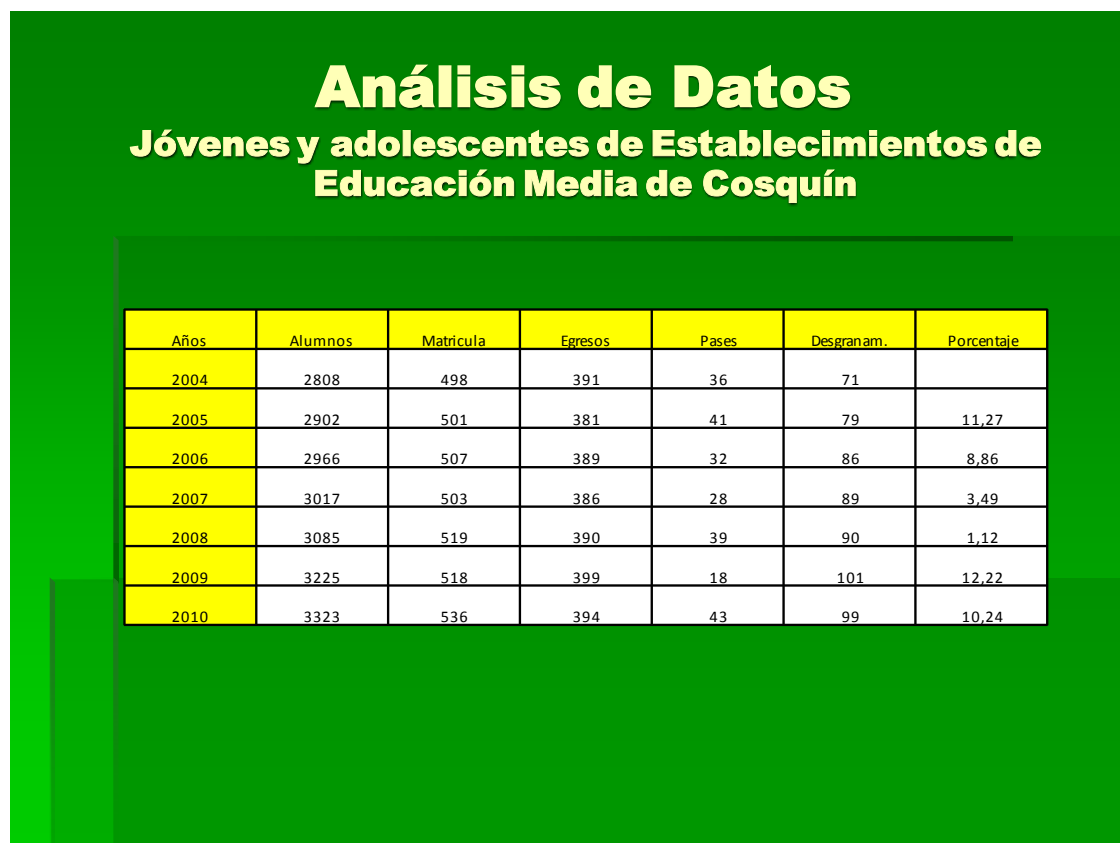 Análisis de Datos
Jóvenes y adolescentes de Establecimientos de
Educación Media de Cosquín
Años Alumnos Matricula Egresos Pases Desgranam. Porcentaje
2004 2808 498 391 36 71
2005 2902 501 381 41 79 11,27
2006 2966 507 389 32 86 8,86
2007 3017 503 386 28 89 3,49
2008 3085 519 390 39 90 1,12
2009 3225 518 399 18 101 12,22
2010 3323 536 394 43 99 10,24